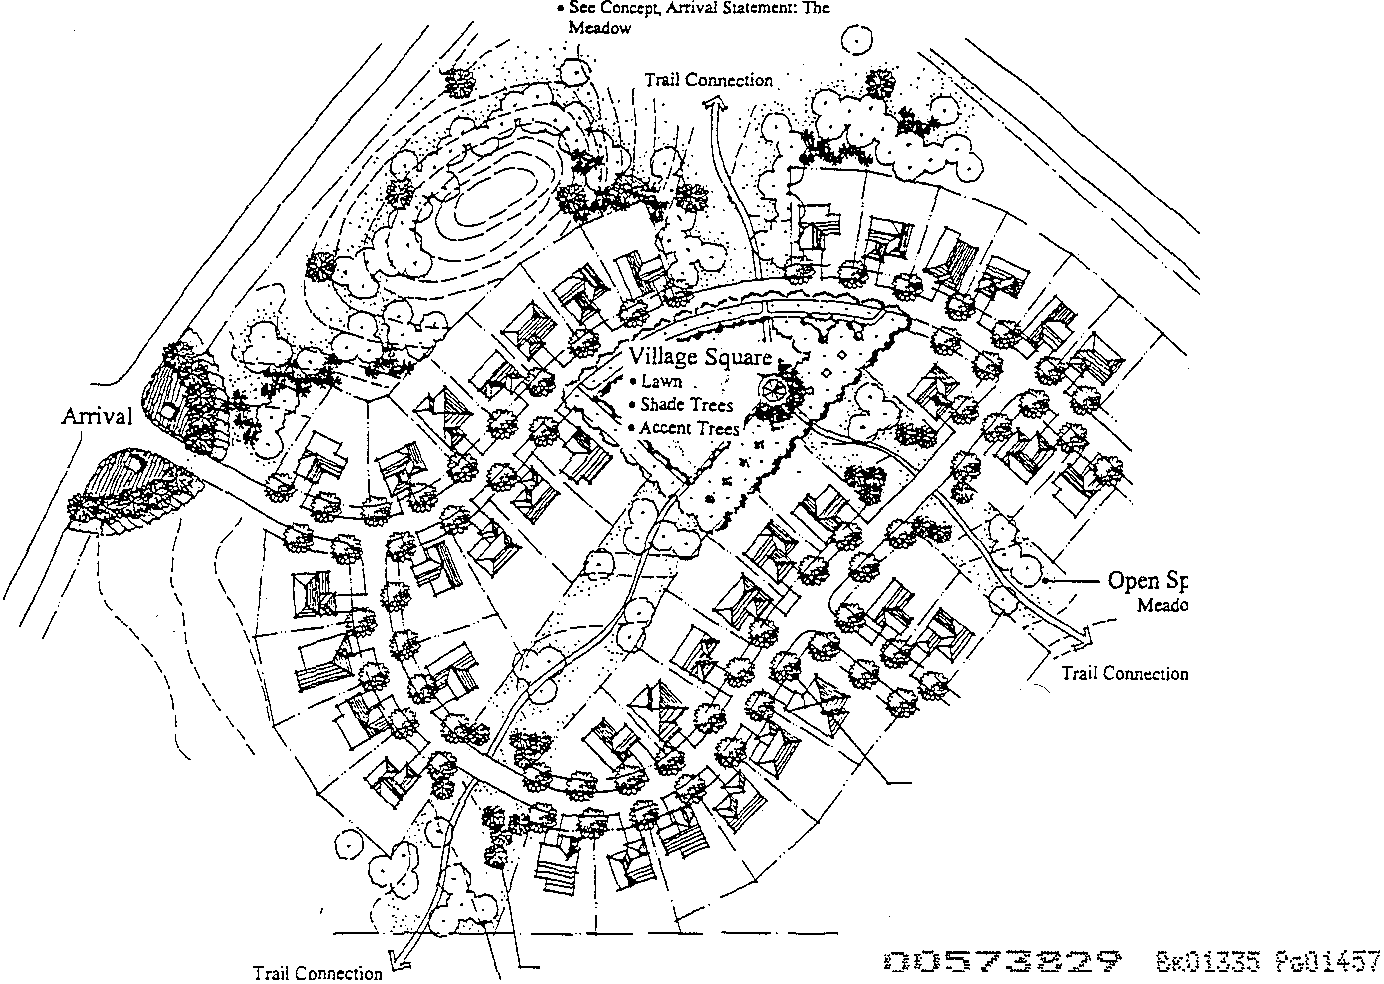 • See Concept, Arrival Statement: The
Meadow
Trail Connection
Village Square
• Lawn
• Shade Trees
• Accent Trees
Arrival
Open Sp
Meado
Trail Connection
Trail Connection
00573829 BK01335 PG01457